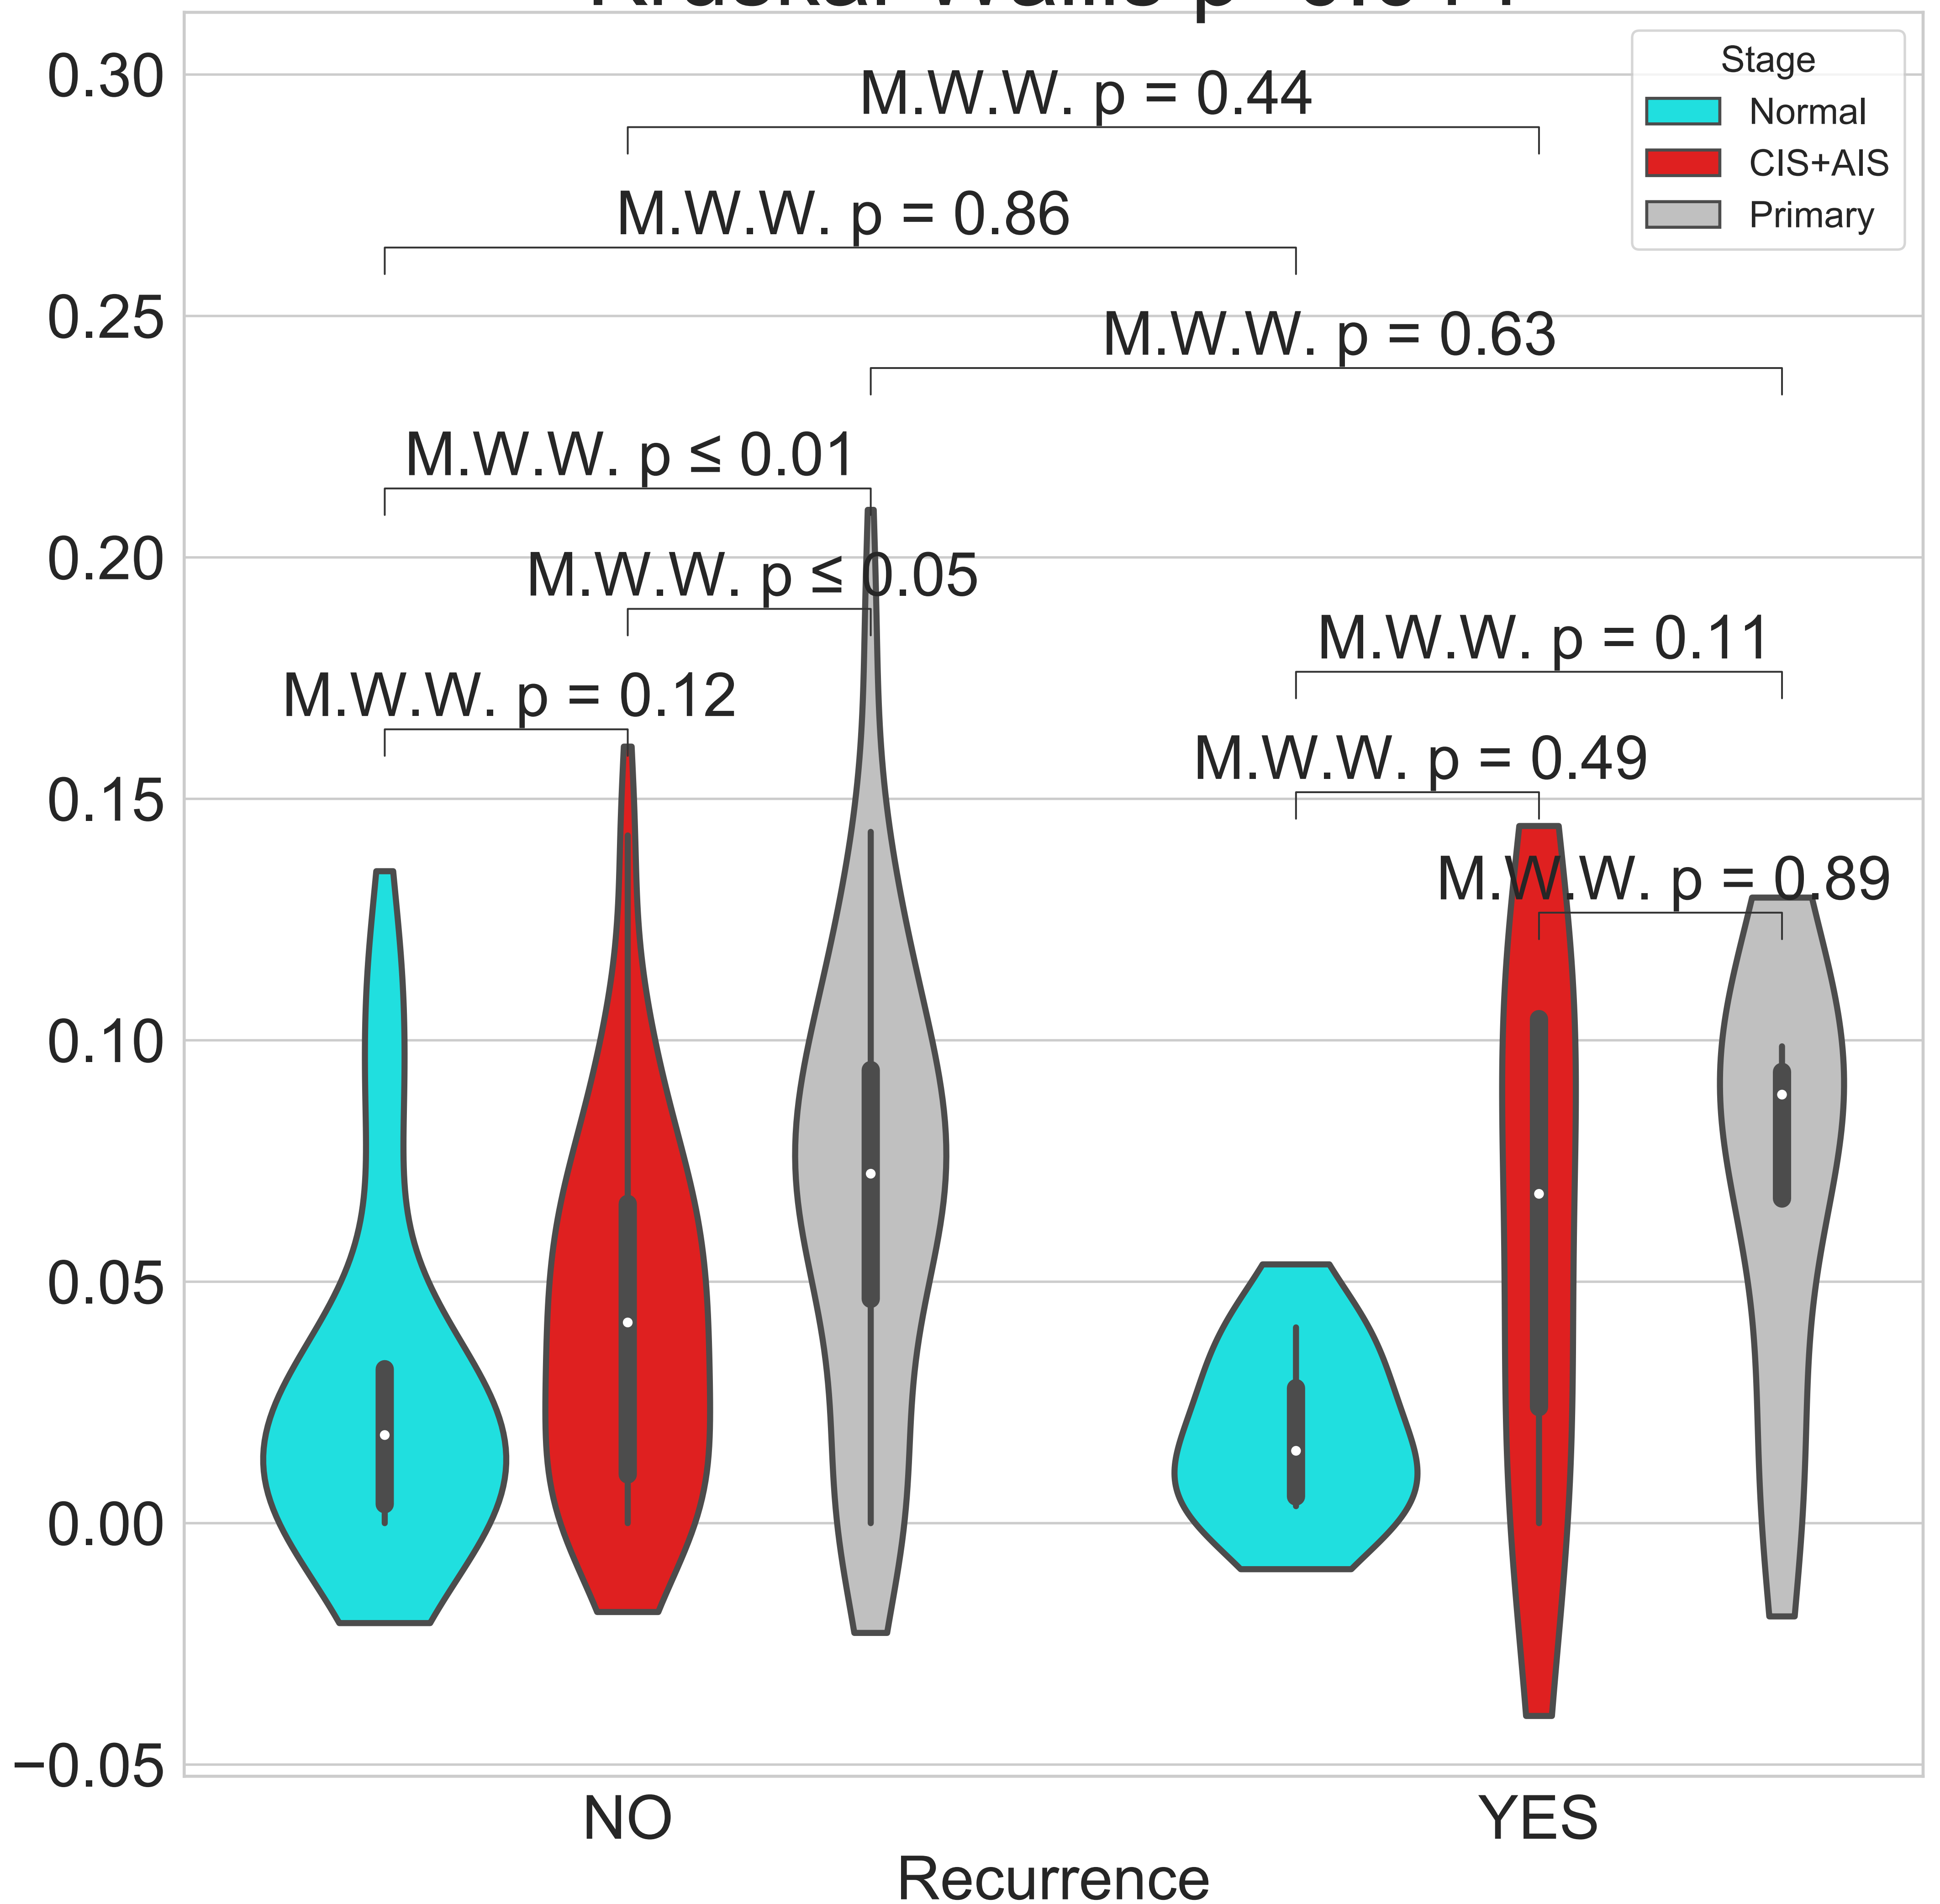 Stage
Normal
CIS+AIS
Primary
0.30
0.25
0.20
0.15
0.10
0.05
0.00
−0.05
M.W.W. p = 0.44
M.W.W. p = 0.86
M.W.W. p = 0.63
M.W.W. p ≤ 0.01
M.W.W. p ≤ 0.05
M.W.W. p = 0.12
M.W.W. p = 0.11
M.W.W. p = 0.49
M.W.W. p = 0.89
NO
YES
Recurrence